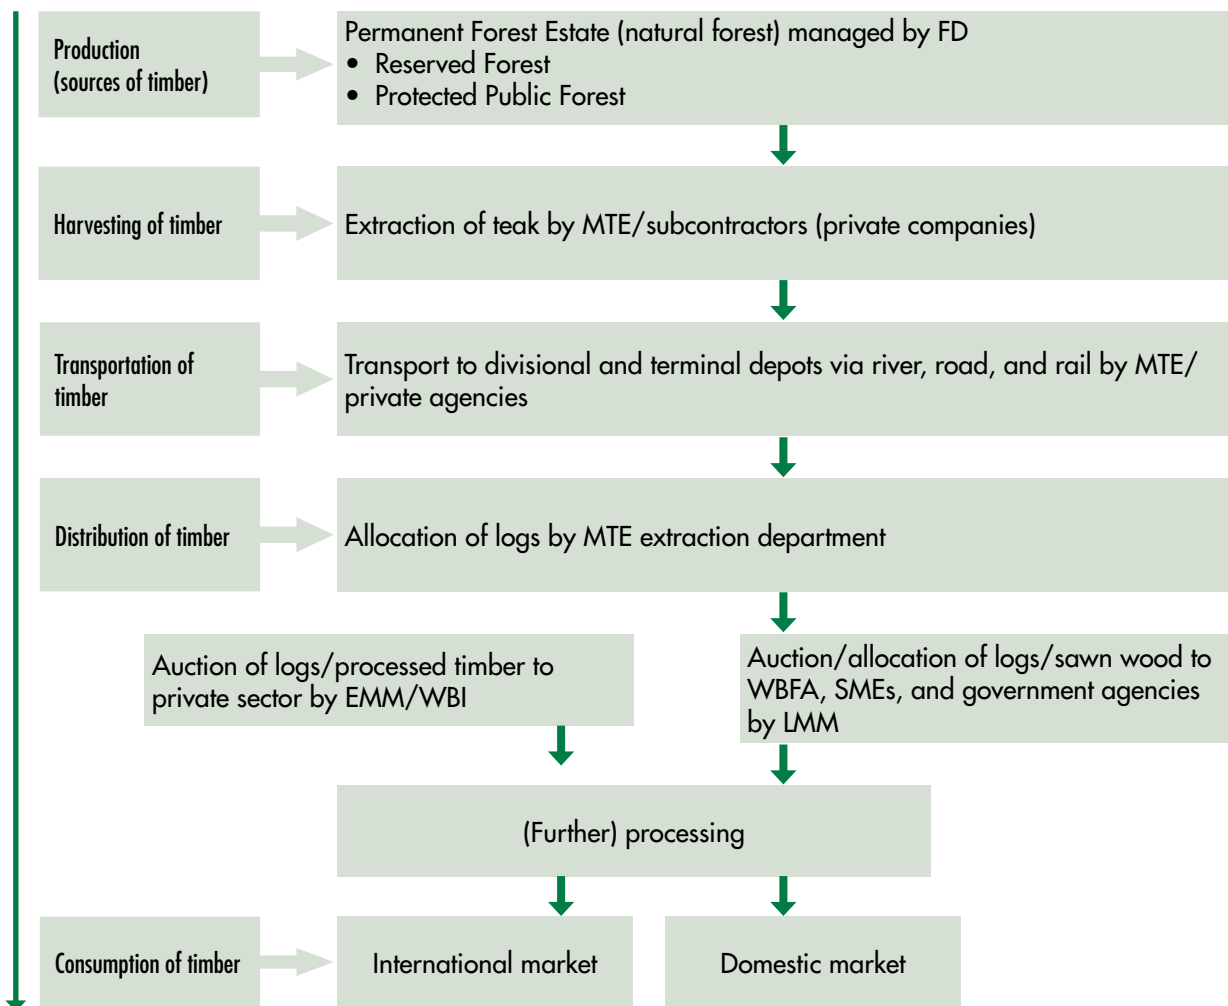 Production
(sources of timber)
Permanent Forest Estate (natural forest) managed by FD
• Reserved Forest
• Protected Public Forest
Harvesting of timber
Extraction of teak by MTE/subcontractors (private companies)
Transportation of
timber
Transport to divisional and terminal depots via river, road, and rail by MTE/
private agencies
Distribution of timber
Allocation of logs by MTE extraction department
Auction of logs/processed timber to
private sector by EMM/WBI
Auction/allocation of logs/sawn wood to
WBFA, SMEs, and government agencies
by LMM
(Further) processing
Consumption of timber
International market
Domestic market